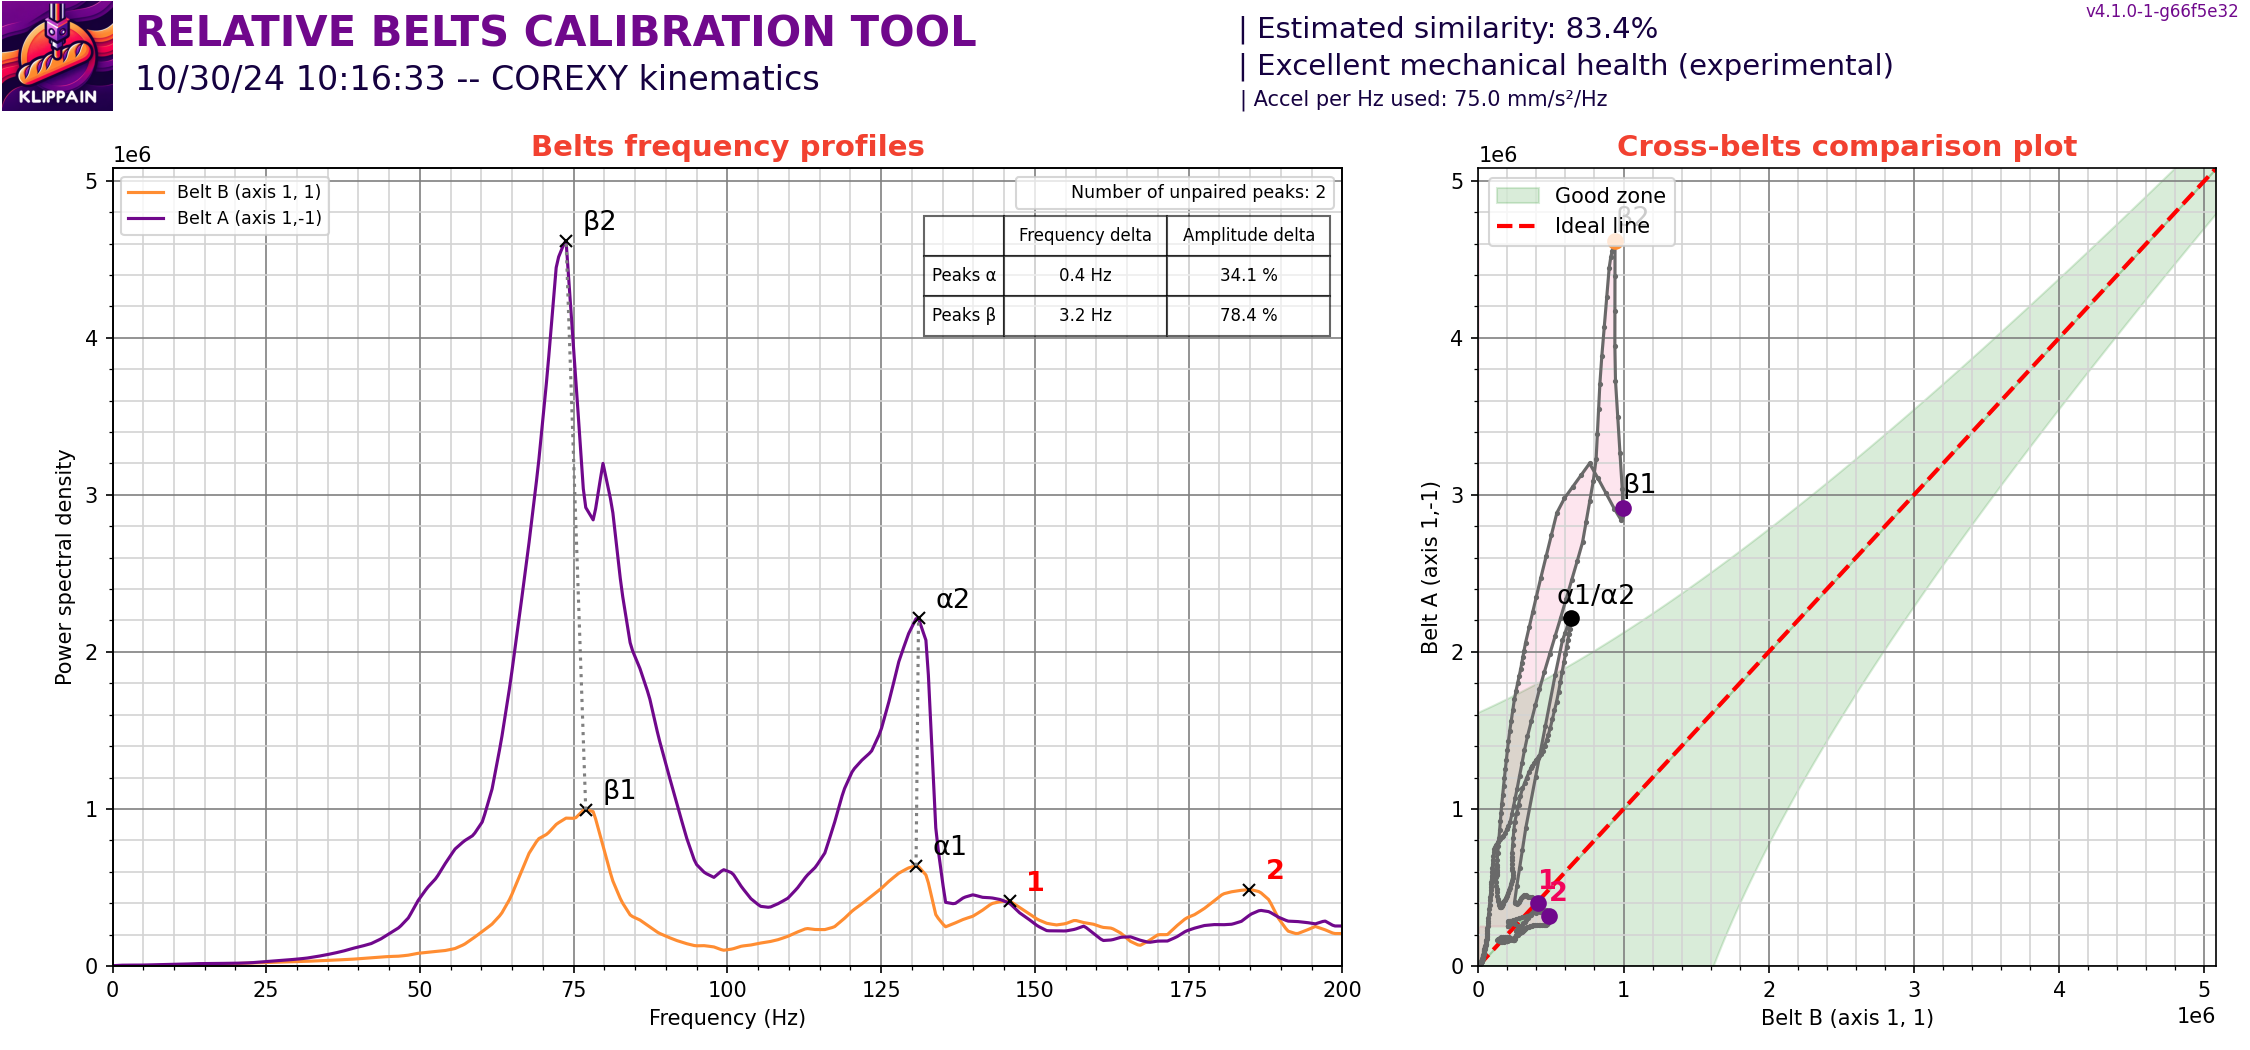 KLIPPAIN
RELATIVE BELTS CALIBRATION TOOL
10/30/24 10:16:33 -- COREXY kinematics
| Estimated similarity: 83.4%
| Excellent mechanical health (experimental)
| Accel per Hz used: 75.0 mm/s²/Hz
v4.1.0-1-g66f5e32
Belts frequency profiles
1e6
Belt B (axis 1, 1)
Belt A (axis 1,-1)
Number of unpaired peaks: 2
Frequency delta Amplitude delta
Peaks α 0.4 Hz 34.1 %
Peaks β 3.2 Hz 78.4 %
β2
β1
α2
α1
1
2
5
4
3
2
1
0
Power spectral density
0 25 50 75 100 125 150 175 200
Frequency (Hz)
Cross-belts comparison plot
1e6
Good zone
Ideal line
β2
β1
α1/α2
1
2
5
4
3
2
1
0
Belt A (axis 1,-1)
0 1 2 3 4 5
Belt B (axis 1, 1)
1e6